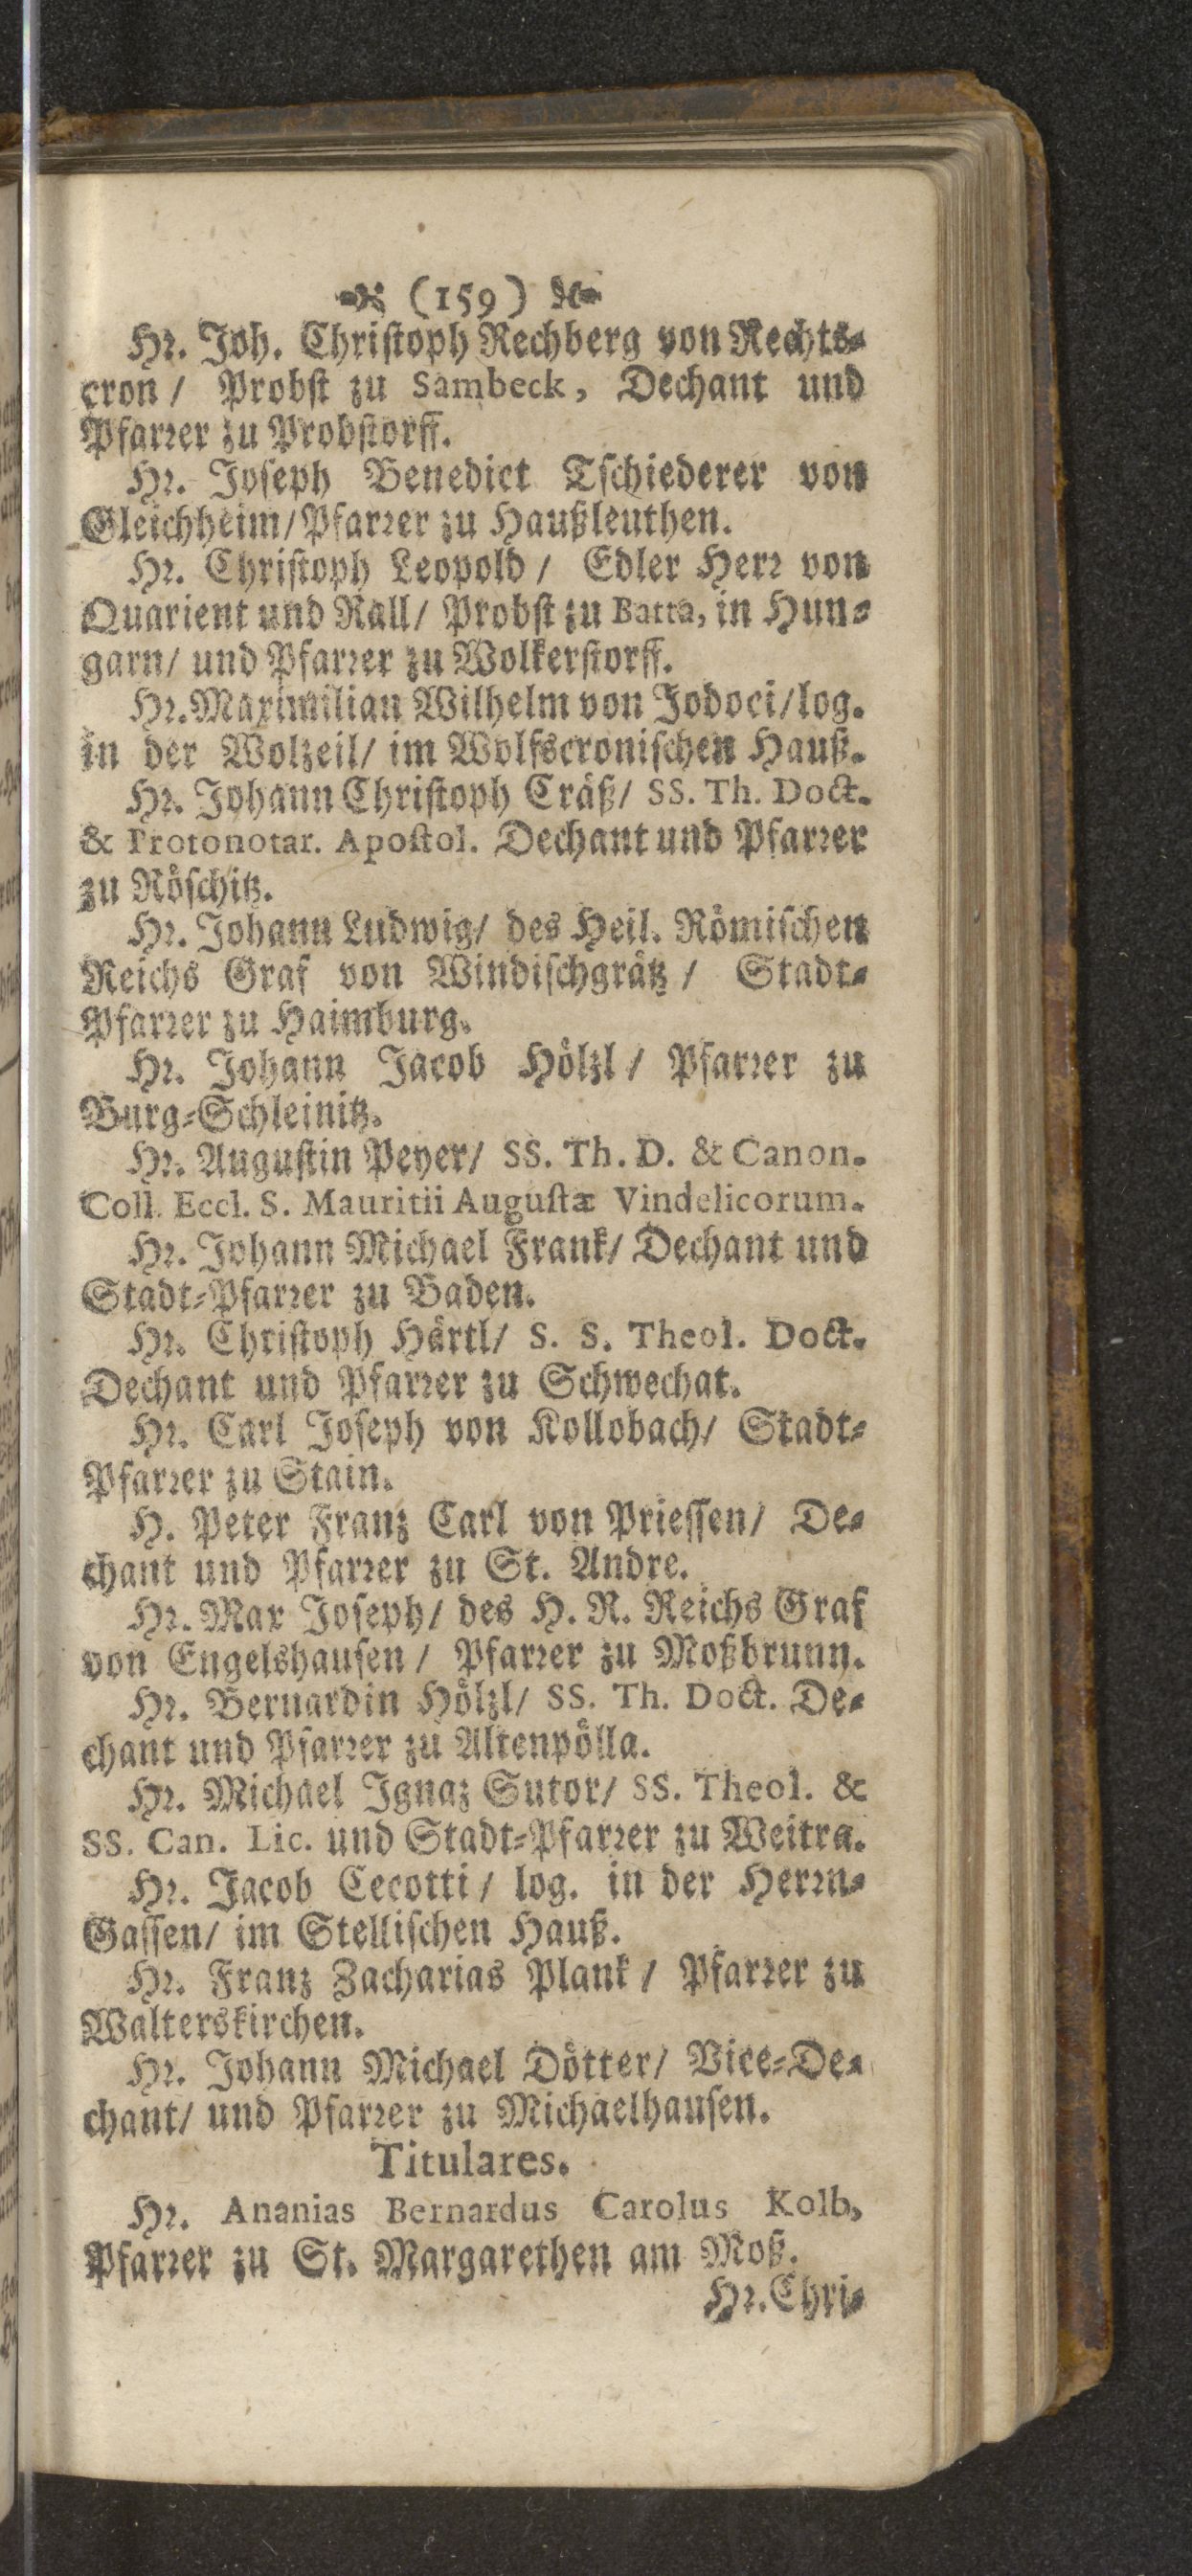 (159)
Hr. Joh. Christoph Rechberg von Rechts-
cron / Probst zu Sambeck, Dechant und
Pfarrer zu Probstorff.
Hr. Joseph Benedict Tschiederer von
Gleichheim/Pfarrer zu Haußleuthen.
Hr. Christoph Leopold / Edler Herr von
Quarient und Rall/ Probst zu Batta, in Hun-
garn/ und Pfarrer zu Wolkerstorff.
Hr. Maximilian Wilhelm von Jodoci/log.
in der Wolzeil/ im Wolfscronischen Hauß.
Hr. Johann Christoph Cräß/ SS. Th. Doct.
& Protonotar. Apostol. Dechant und Pfarrer
zu Röschitz.
Hr. Johann Ludwig/ des Heil. Römischen
Reichs Graf von Windischgrätz / Stadt-
Pfarrer zu Haimburg.
Hr. Johann Jacob Hölzl / Pfarrer zu
Burg-Schleinitz.
Hr. Augustin Peyer/ SS. Th. D. & Canon.
Coll. Eccl. S. Mauritii Augustæ Vindelicorum.
Hr. Johann Michael Frank/ Dechant und
Stadt-Pfarrer zu Baden.
Hr. Christoph Härtl/ S. S. Theol. Doct.
Dechant und Pfarrer zu Schwechat.
Hr. Carl Joseph von Kollobach/ Stadt-
Pfarrer zu Stain.
H. Peter Franz Carl von Priessen/ De-
chant und Pfarrer zu St. Andre.
Hr. Max Joseph/ des H. R. Reichs Graf
von Engelshausen / Pfarrer zu Moßbrunn.
Hr. Bernardin Hölzl/ SS. Th. Doct. De-
chant und Pfarrer zu Altenpölla.
Hr. Michael Ignaz Sutor/ SS. Theol. &
SS. Can. Lic. und Stadt-Pfarrer zu Weitra.
Hr. Jacob Cecotti / log. in der Herrn-
Gassen/ im Stellischen Hauß.
Hr. Franz Zacharias Plank / Pfarrer zu
Walterskirchen.
Hr. Johann Michael Dötter/ Vice-De-
chant/ und Pfarrer zu Michaelhausen.
Titulares.
Hr. Ananias Bernardus Carolus Kolb,
Pfarrer zu St. Margarethen am Moß.
Hr. Chri-